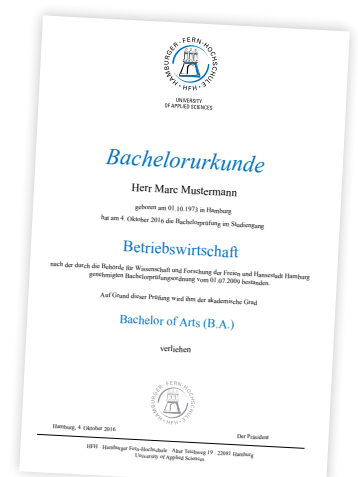 HAMBURGER · FERN-HOCHSCHULE · HFH ·
UNIVERSITY
OF APPLIED SCIENCES
Bachelorurkunde
Herr Marc Mustermann
geboren am 01.10.1973 in Hamburg
hat am 4. Oktober 2016 die Bachelorprüfung im Studiengang
Betriebswirtschaft
nach der durch die Behörde für Wissenschaft und Forschung der Freien und Hansestadt Hamburg
genehmigten Bachelorprüfungsordnung vom 01.07.2009 bestanden.
Auf Grund dieser Prüfung wird ihm der akademische Grad
Bachelor of Arts (B.A.)
verliehen
HAMBURGER · FERN-HOCHSCHULE · HFH ·
Hamburg, 4. Oktober 2016
Der Präsident
HFH · Hamburger Fern-Hochschule · Alter Teichweg 19 · 22081 Hamburg
University of Applied Sciences